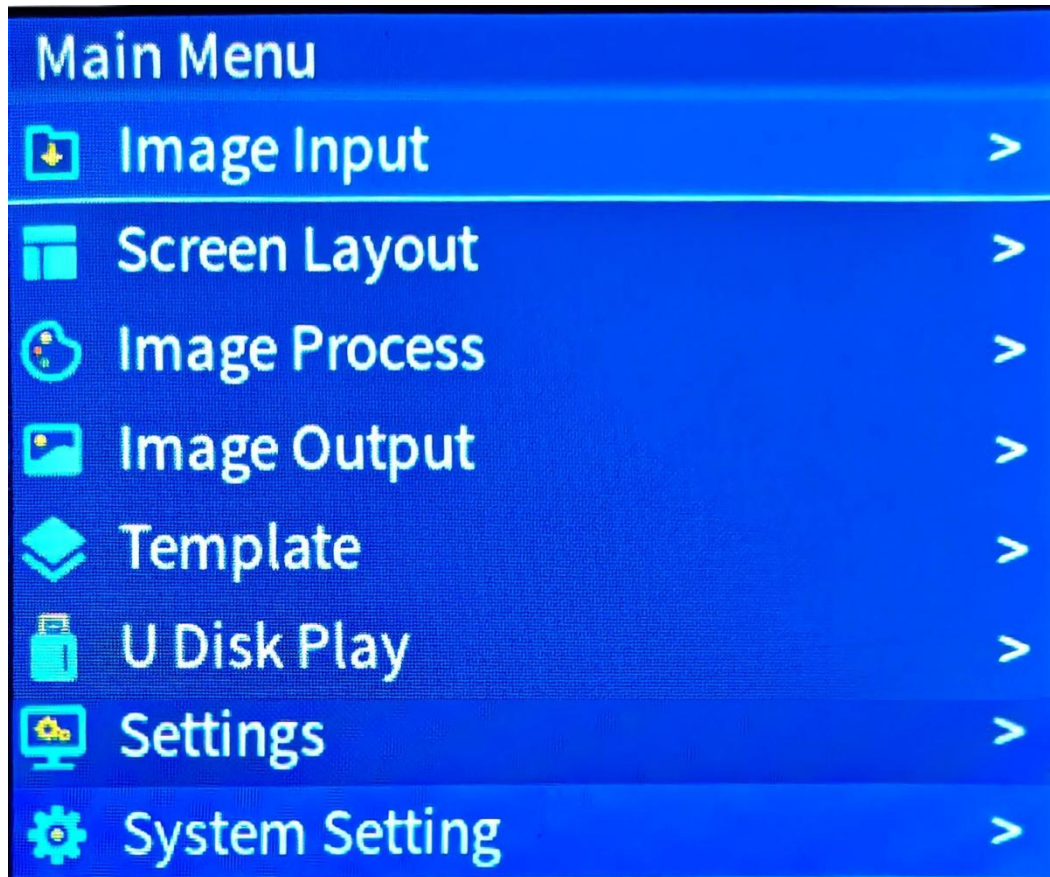 Main Menu
Image Input >
Screen Layout >
Image Process >
Image Output >
Template >
U Disk Play >
Settings >
System Setting >